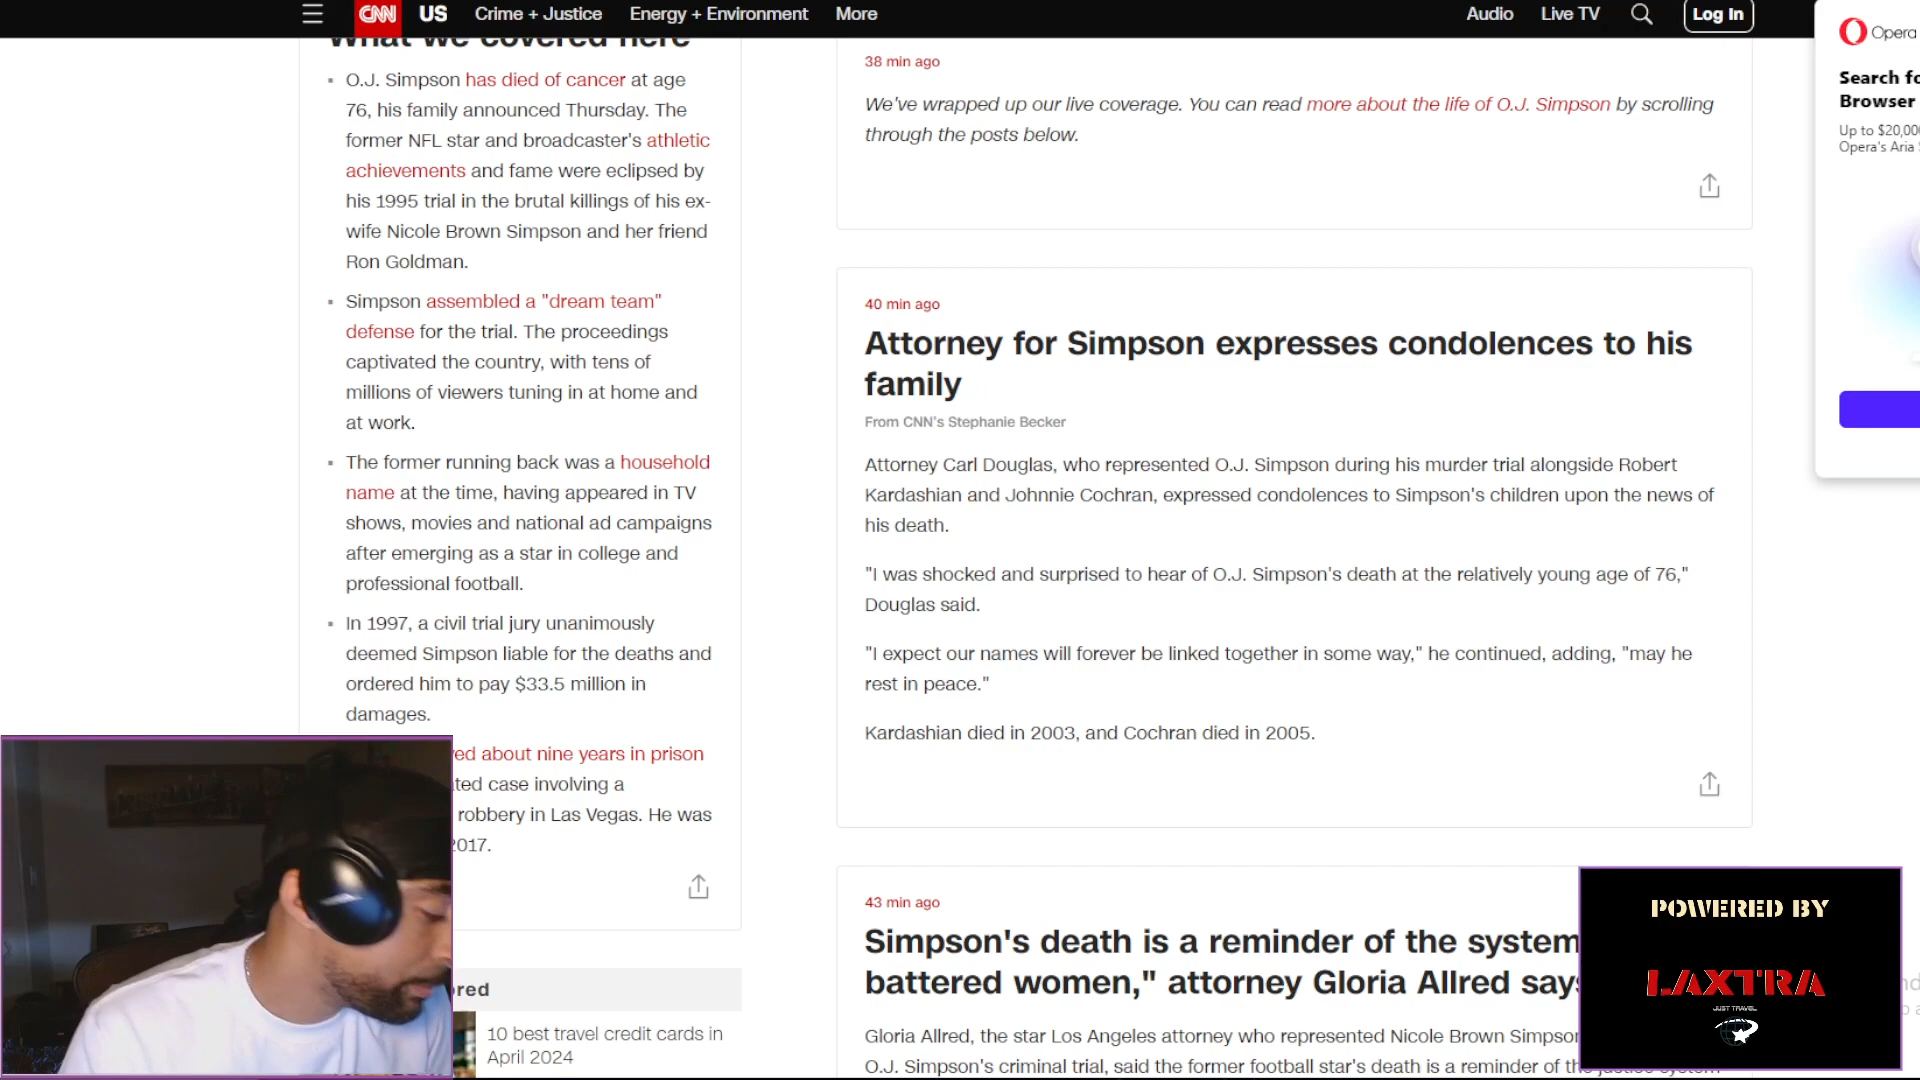 CNN US Crime + Justice Energy + Environment More Audio Live TV Log In
What we covered here
O.J. Simpson has died of cancer at age
76, his family announced Thursday. The
former NFL star and broadcaster's athletic
achievements and fame were eclipsed by
his 1995 trial in the brutal killings of his ex-
wife Nicole Brown Simpson and her friend
Ron Goldman.
Simpson assembled a "dream team"
defense for the trial. The proceedings
captivated the country, with tens of
millions of viewers tuning in at home and
at work.
The former running back was a household
name at the time, having appeared in TV
shows, movies and national ad campaigns
after emerging as a star in college and
professional football.
In 1997, a civil trial jury unanimously
deemed Simpson liable for the deaths and
ordered him to pay $33.5 million in
damages.
ved about nine years in prison
ted case involving a
robbery in Las Vegas. He was
2017.
ored
10 best travel credit cards in
April 2024
38 min ago
We've wrapped up our live coverage. You can read more about the life of O.J. Simpson by scrolling
through the posts below.
40 min ago
Attorney for Simpson expresses condolences to his
family
From CNN's Stephanie Becker
Attorney Carl Douglas, who represented O.J. Simpson during his murder trial alongside Robert
Kardashian and Johnnie Cochran, expressed condolences to Simpson's children upon the news of
his death.
"I was shocked and surprised to hear of O.J. Simpson's death at the relatively young age of 76,"
Douglas said.
"I expect our names will forever be linked together in some way," he continued, adding, "may he
rest in peace."
Kardashian died in 2003, and Cochran died in 2005.
43 min ago
Simpson's death is a reminder of the system
battered women," attorney Gloria Allred says
Gloria Allred, the star Los Angeles attorney who represented Nicole Brown Simpson
O.J. Simpson's criminal trial, said the former football star's death is a reminder of the justice system
Opera
Search fo
Browser
Up to $20,000
Opera's Aria
POWERED BY
LAXTRA
JUST TRAVEL